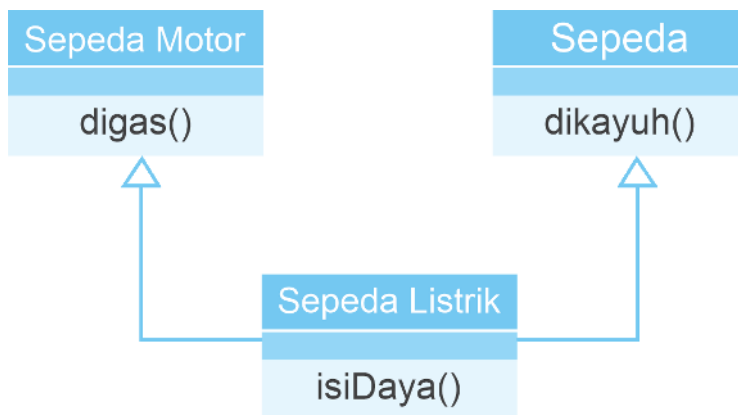 Sepeda Motor
digas()
Sepeda
dikayuh()
Sepeda Listrik
isiDaya()